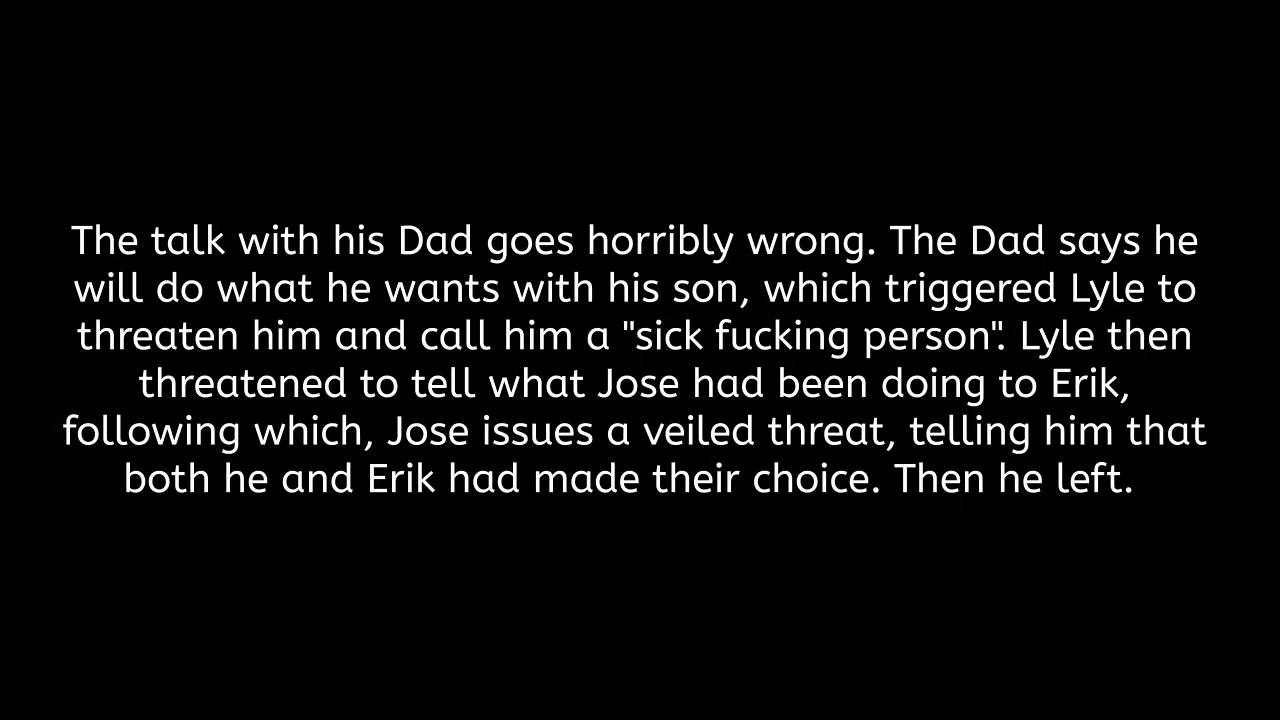 The talk with his Dad goes horribly wrong. The Dad says he
will do what he wants with his son, which triggered Lyle to
threaten him and call him a "sick fucking person". Lyle then
threatened to tell what Jose had been doing to Erik,
following which, Jose issues a veiled threat, telling him that
both he and Erik had made their choice. Then he left.